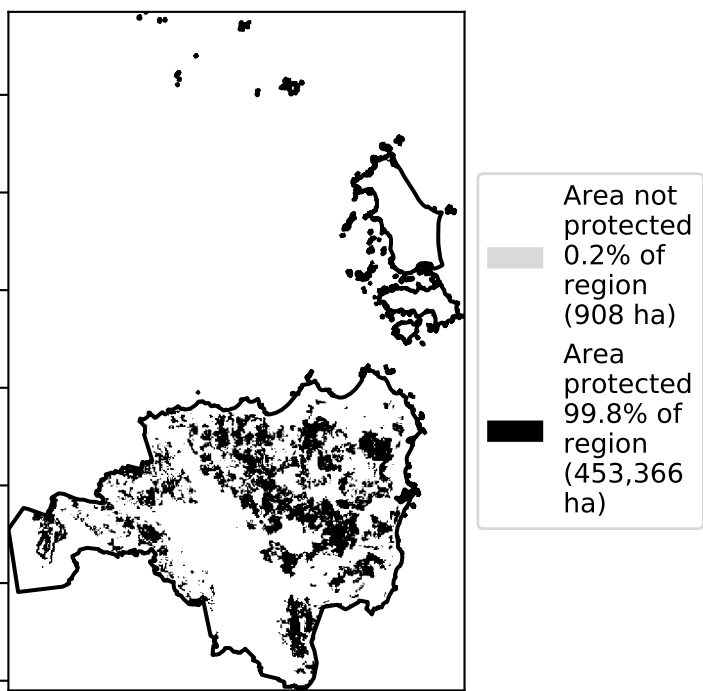 Area not
protected
0.2% of
region
(908 ha)
Area
protected
99.8% of
region
(453,366
ha)